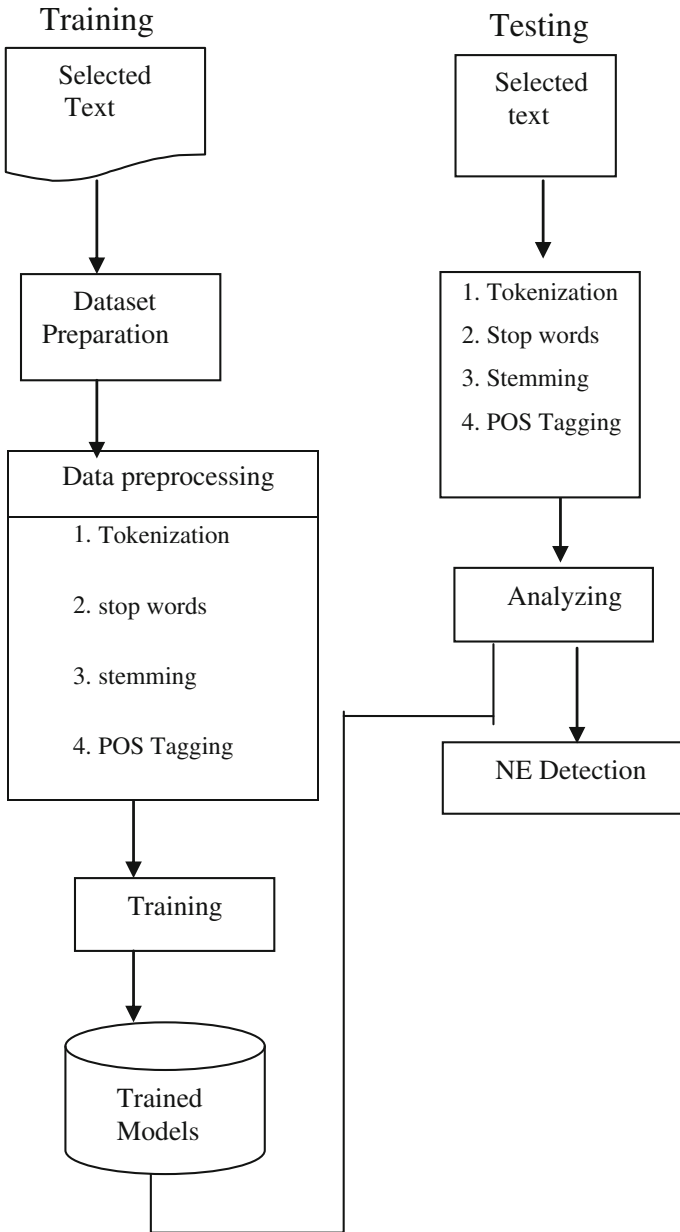 Training
Selected
Text
Dataset
Preparation
Data preprocessing
1. Tokenization
2. stop words
3. stemming
4. POS Tagging
Training
Trained
Models
Testing
Selected
text
1. Tokenization
2. Stop words
3. Stemming
4. POS Tagging
Analyzing
NE Detection